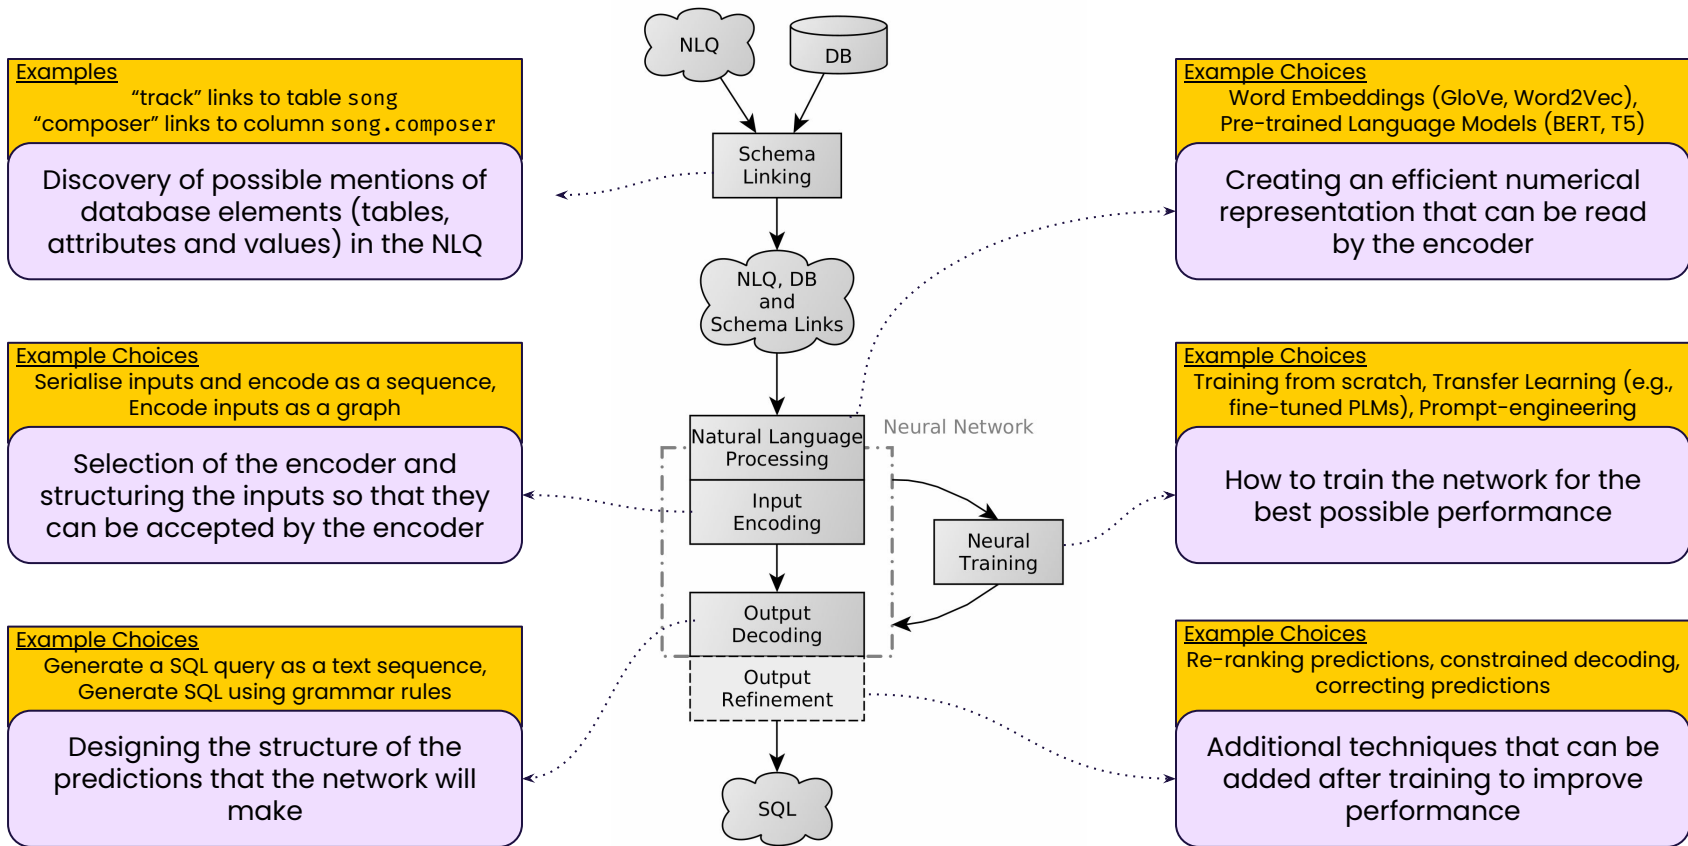 NLQ
DB
Examples
“track” links to table song
“composer” links to column song.composer
Discovery of possible mentions of
database elements (tables,
attributes and values) in the NLQ
Schema
Linking
Example Choices
Word Embeddings (GloVe, Word2Vec),
Pre-trained Language Models (BERT, T5)
Creating an efficient numerical
representation that can be read
by the encoder
NLQ, DB
and
Schema Links
Example Choices
Serialise inputs and encode as a sequence,
Encode inputs as a graph
Selection of the encoder and
structuring the inputs so that they
can be accepted by the encoder
Neural Network
Natural Language
Processing
Input
Encoding
Neural
Training
Example Choices
Training from scratch, Transfer Learning (e.g.,
fine-tuned PLMs), Prompt-engineering
How to train the network for the
best possible performance
Example Choices
Generate a SQL query as a text sequence,
Generate SQL using grammar rules
Designing the structure of the
predictions that the network will
make
Output
Decoding
Output
Refinement
SQL
Example Choices
Re-ranking predictions, constrained decoding,
correcting predictions
Additional techniques that can be
added after training to improve
performance